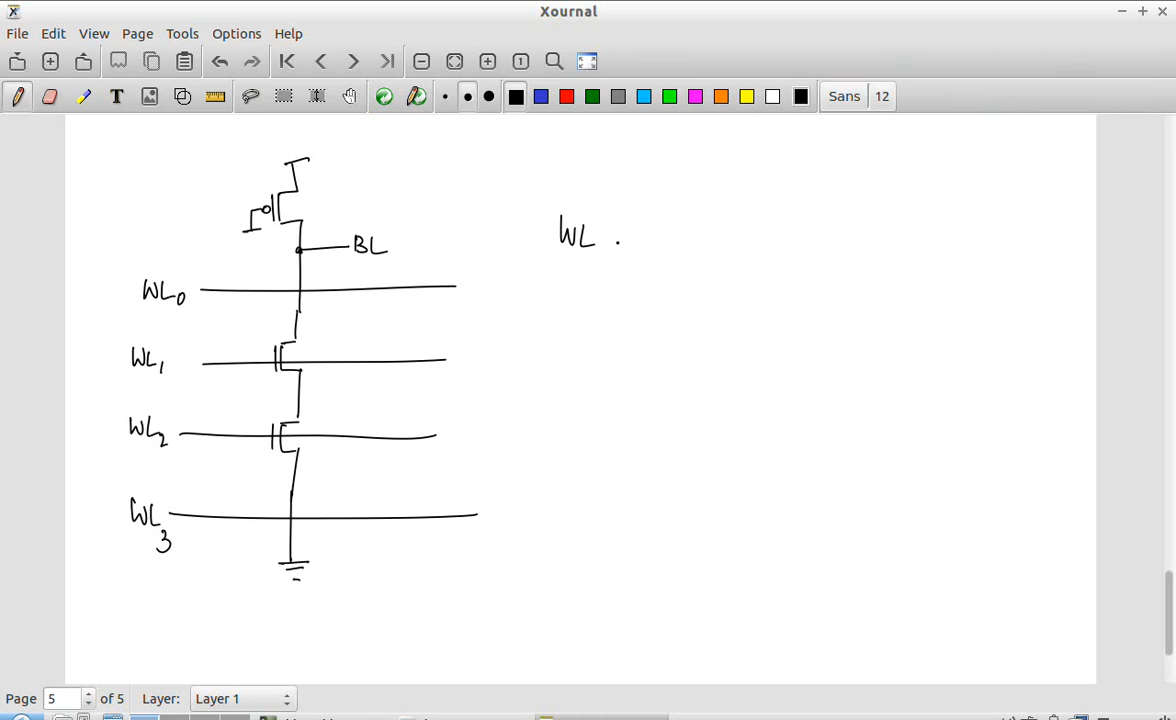 Xournal
File Edit View Page Tools Options Help
Sans 12
BL
WL .
WL0
WL1
WL2
WL3
Page 5 of 5 Layer: Layer 1